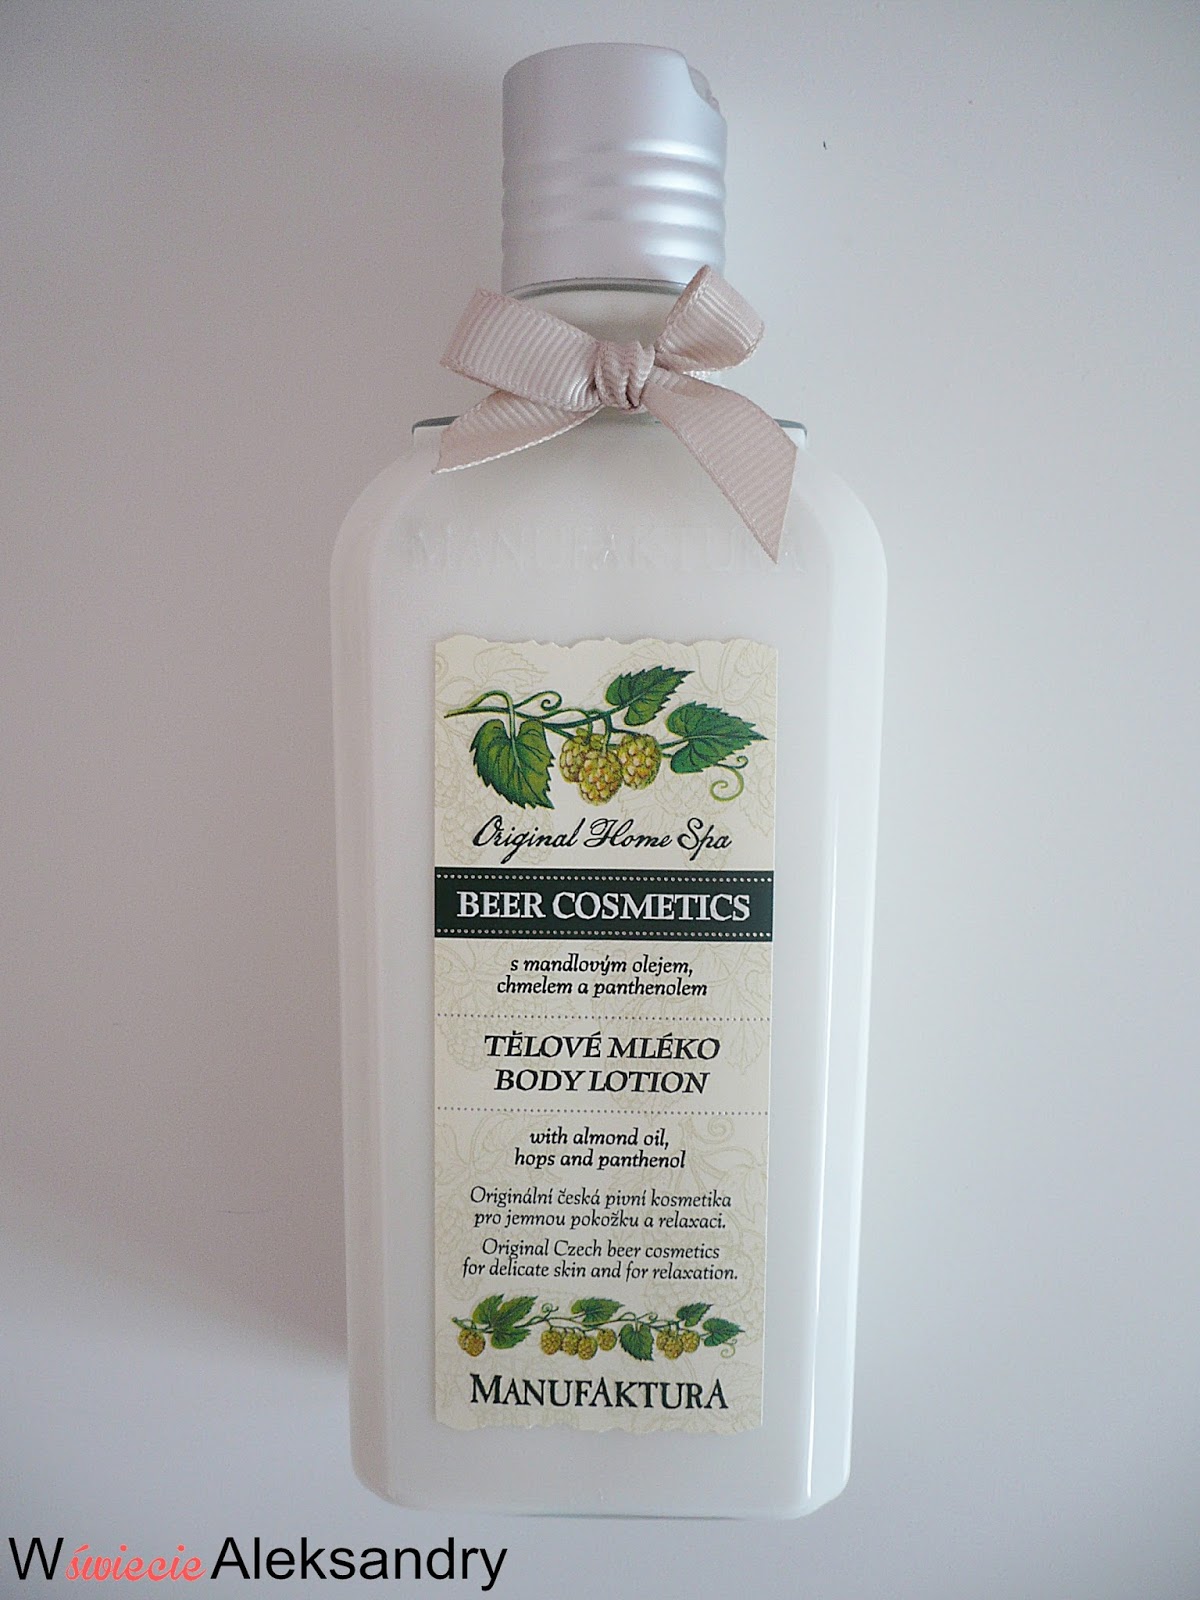 MANUFAKTURA
Original Home Spa
BEER COSMETICS
s mandlovým olejem,
chmelem a panthenolem
TĚLOVÉ MLÉKO
BODY LOTION
with almond oil,
hops and panthenol
Originální česká pivní kosmetika
pro jemnou pokožku a relaxaci.
Original Czech beer cosmetics
for delicate skin and for relaxation.
MANUFAKTURA
W świecie Aleksandry